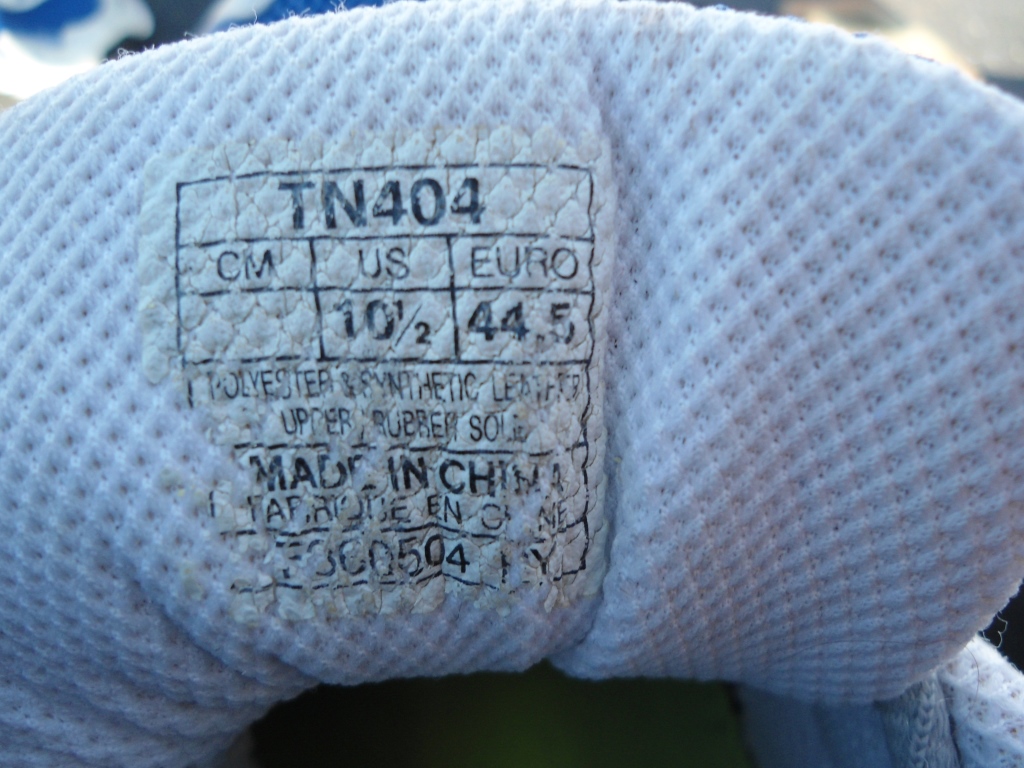 TN404
CM US EURO
10½ 44.5
POLYESTER & SYNTHETIC LEATHER
UPPER / RUBBER SOLE
MADE IN CHINA
FABRIQUE EN CHINE